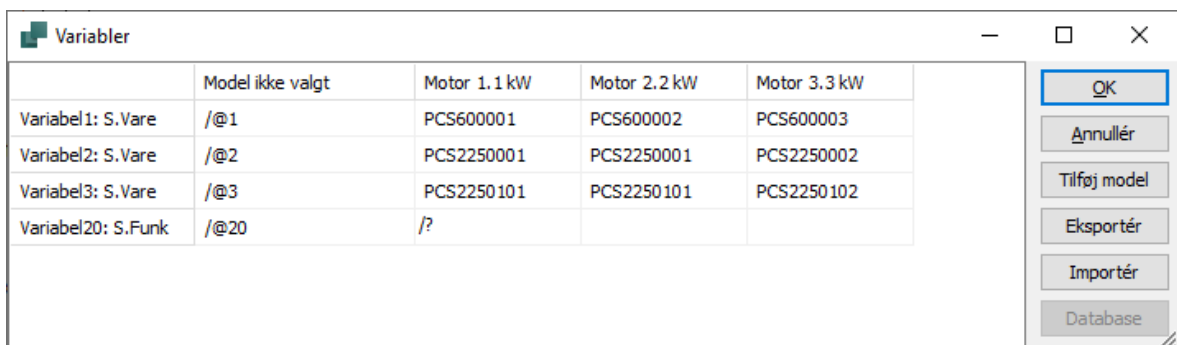 Variabler
Model ikke valgt Motor 1.1 kW Motor 2.2 kW Motor 3.3 kW
Variabel1: S.Vare /@1 PCS600001 PCS600002 PCS600003
Variabel2: S.Vare /@2 PCS2250001 PCS2250001 PCS2250002
Variabel3: S.Vare /@3 PCS2250101 PCS2250101 PCS2250102
Variabel20: S.Funk /@20 /?
OK
Annullér
Tilføj model
Eksportér
Importér
Database